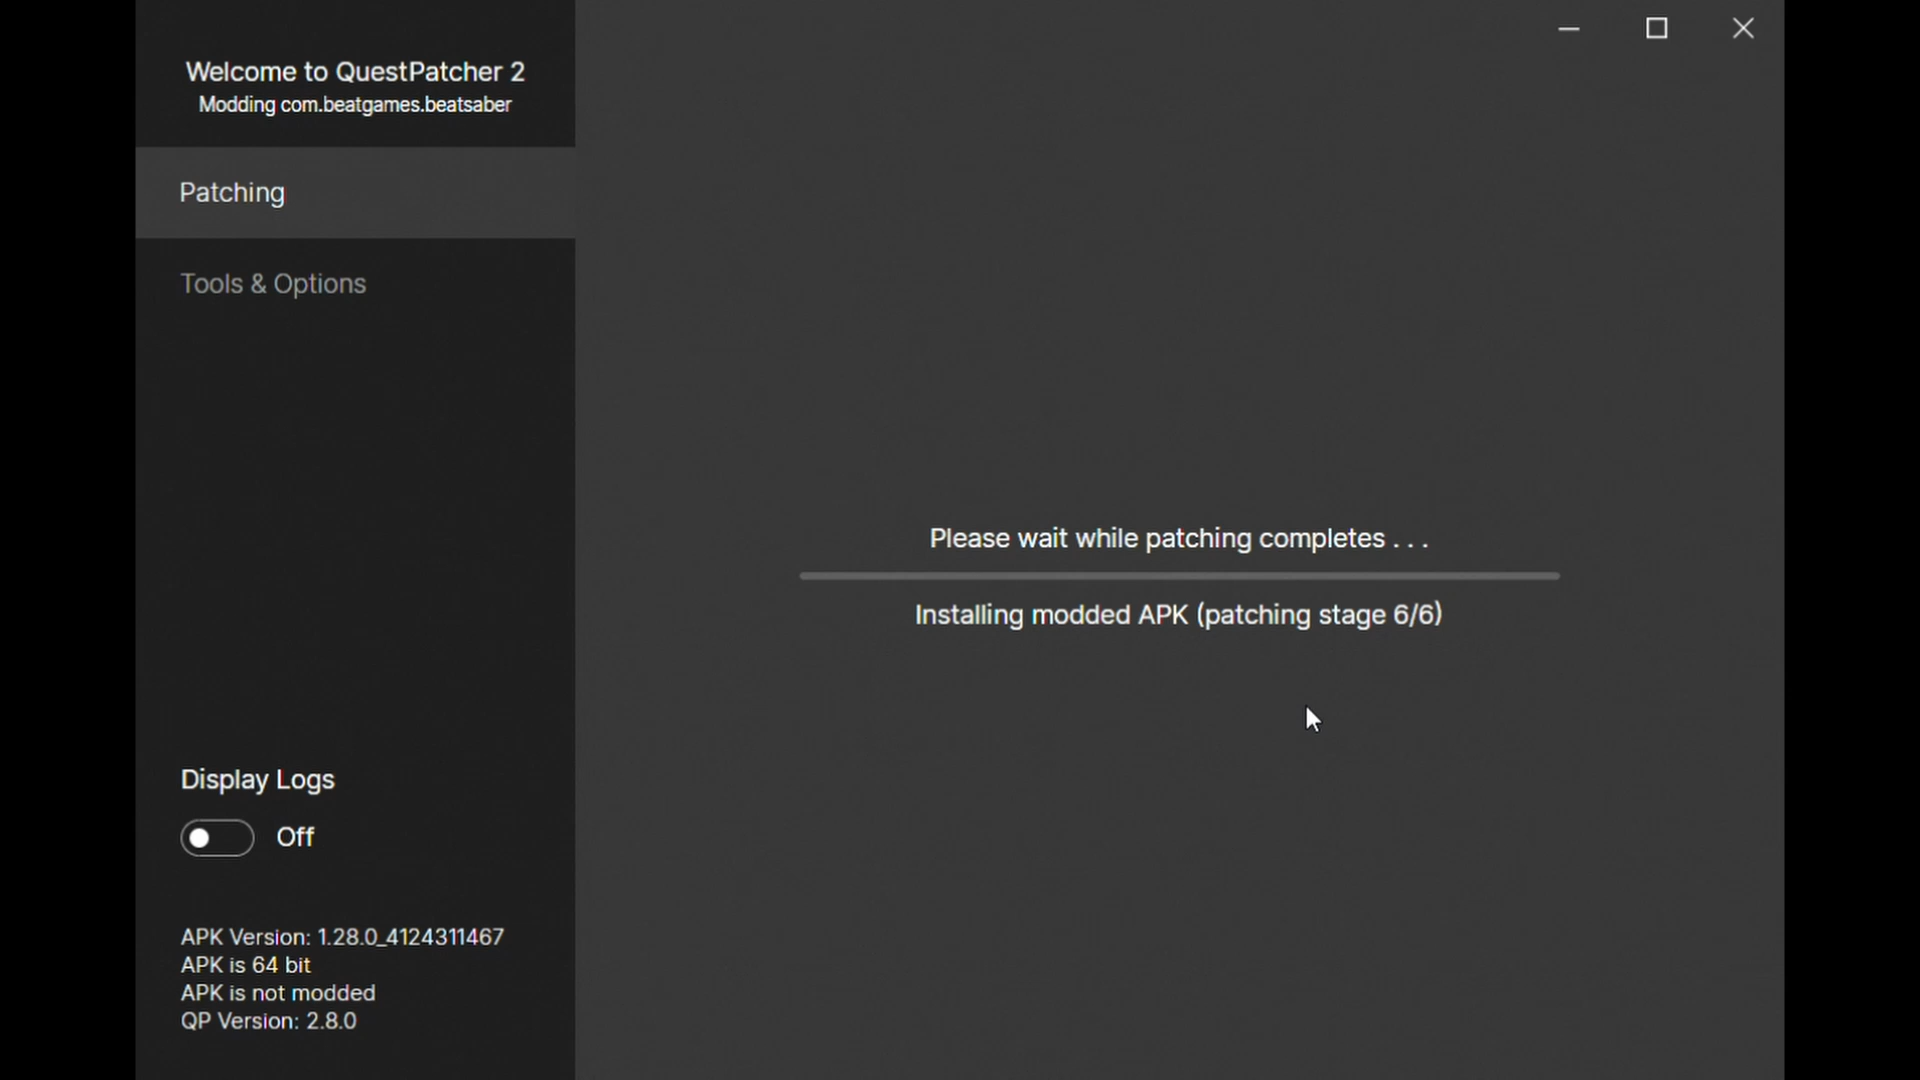 Welcome to QuestPatcher 2
Modding com.beatgames.beatsaber
Patching
Tools & Options
Please wait while patching completes . . .
Installing modded APK (patching stage 6/6)
Display Logs
Off
APK Version: 1.28.0_4124311467
APK is 64 bit
APK is not modded
QP Version: 2.8.0